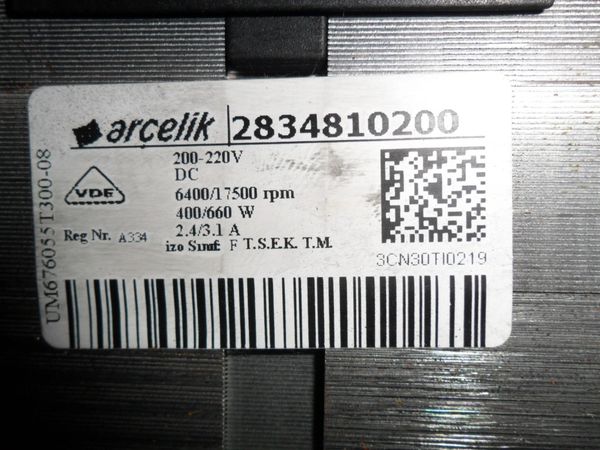 arcelik 2834810200
200-220V
DC
6400/17500 rpm
400/660 W
2.4/3.1 A
izo Sınıf: F T.S.E.K. T.M.
VDE
Reg Nr. A334
3CN30TI0219
UM676055T300-08